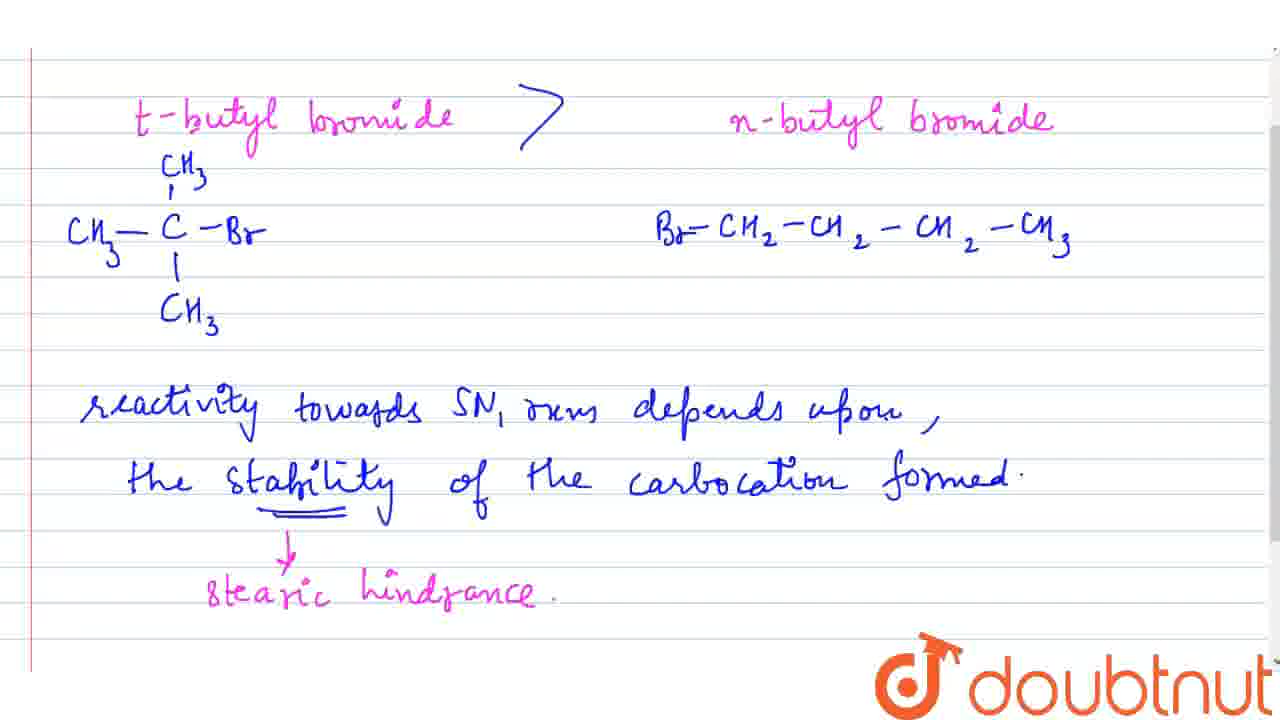 t-butyl bromide > n-butyl bromide
CH3
CH3 - C - Br
Br - CH2 - CH2 - CH2 - CH3
CH3
reactivity towards SN1 rxns depends upon,
the stability of the carbocation formed.
stearic hindrance.
doubtnut